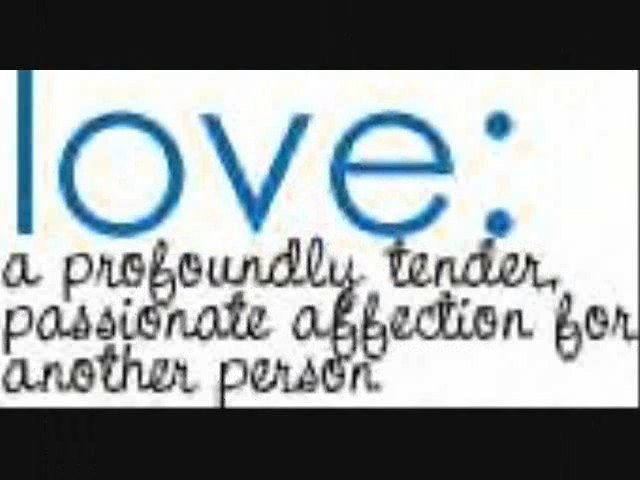 love:
a profoundly tender,
passionate affection for
another person.